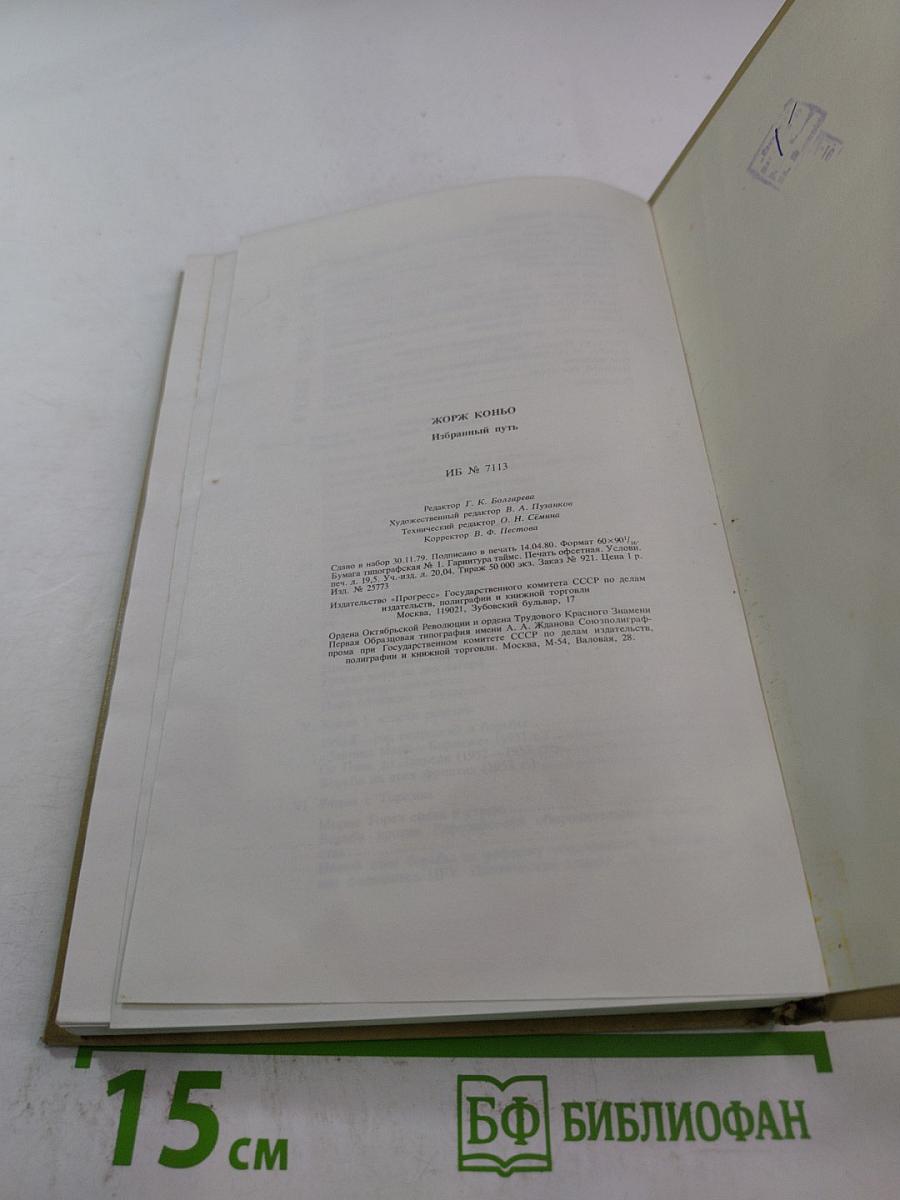 ЖОРЖ КОНЬО
Избранный путь
ИБ № 7113
Редактор Г. К. Болгарева
Художественный редактор В. А. Пузанков
Технический редактор О. Н. Сёмина
Корректор В. Ф. Пестова
Сдано в набор 30.11.79. Подписано в печать 14.04.80. Формат 60×90¹/₁₆.
Бумага типографская № 1. Гарнитура таймс. Печать офсетная. Условн.
печ. л. 19,5. Уч.-изд. л. 20,04. Тираж 50 000 экз. Заказ № 921. Цена 1 р.
Изд. № 25773
Издательство «Прогресс» Государственного комитета СССР по делам
издательств, полиграфии и книжной торговли
Москва, 119021, Зубовский бульвар, 17
Ордена Октябрьской Революции и ордена Трудового Красного Знамени
Первая Образцовая типография имени А. А. Жданова Союзполиграф-
прома при Государственном комитете СССР по делам издательств,
полиграфии и книжной торговли. Москва, М-54, Валовая, 28.
15 см
БФ БИБЛИОФАН